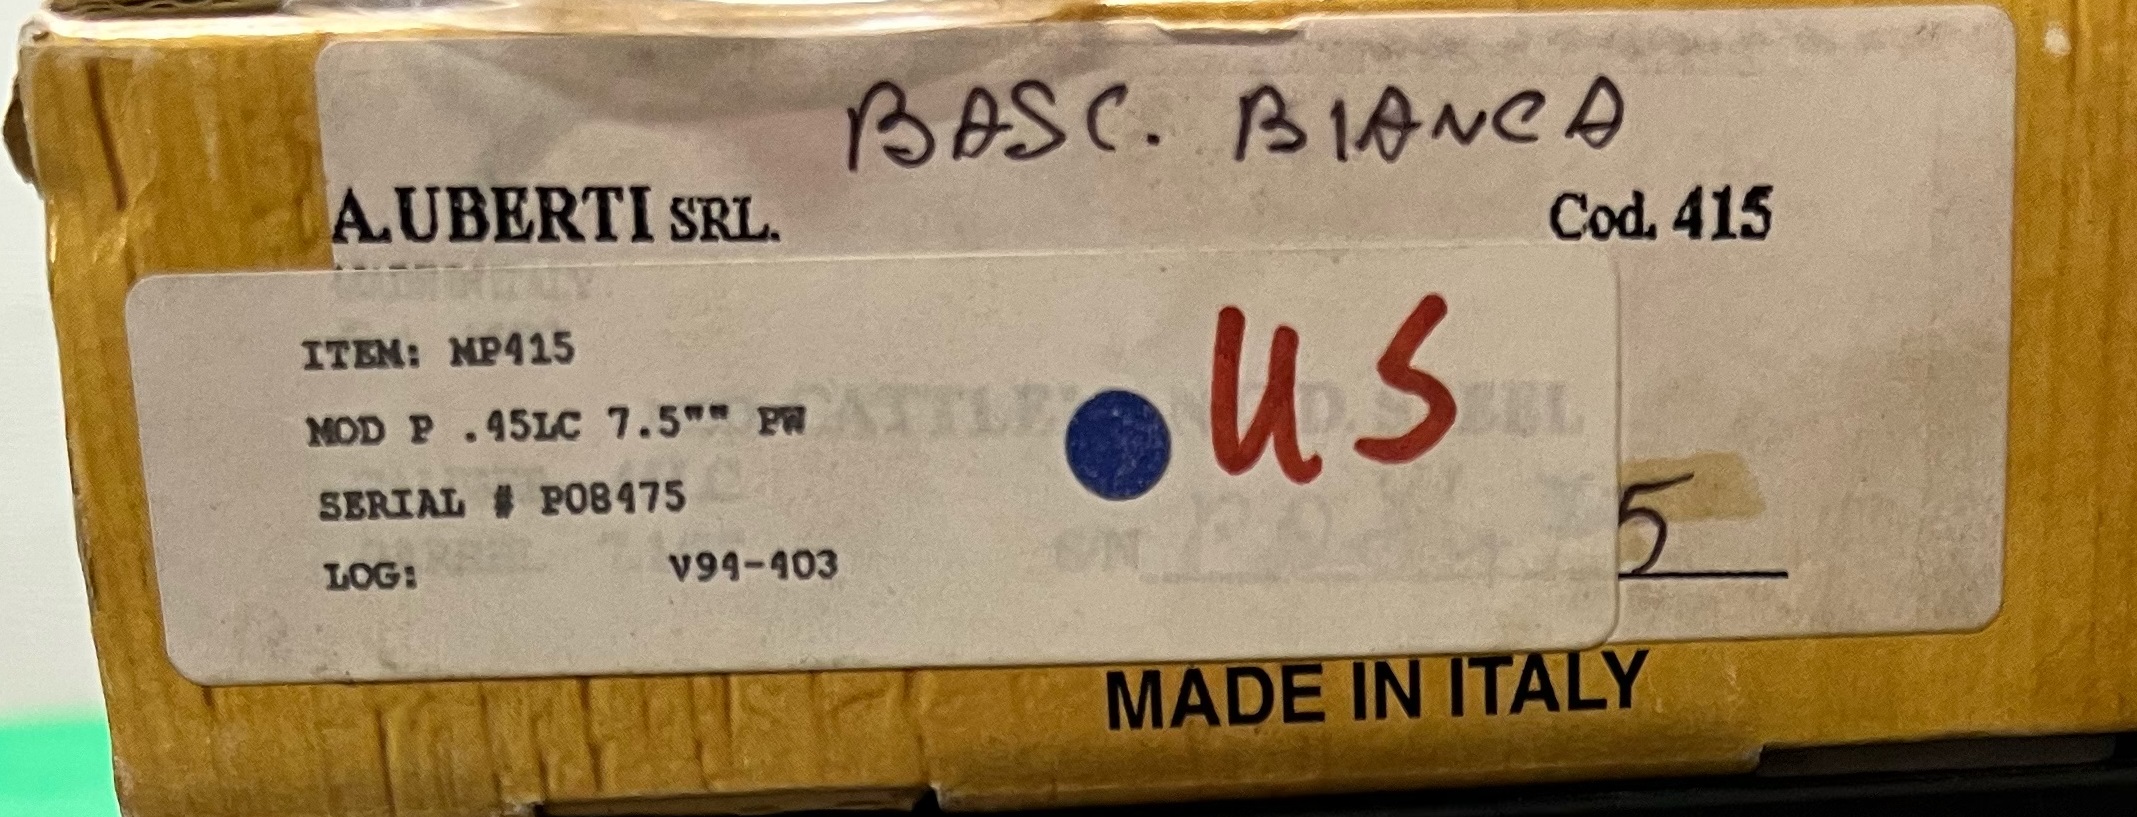 BASC. BIANCA
A.UBERTI SRL.
Cod. 415
ITEM: MP415
MOD P .45LC 7.5"" PW
SERIAL # P08475
LOG: V94-403
US
5
MADE IN ITALY